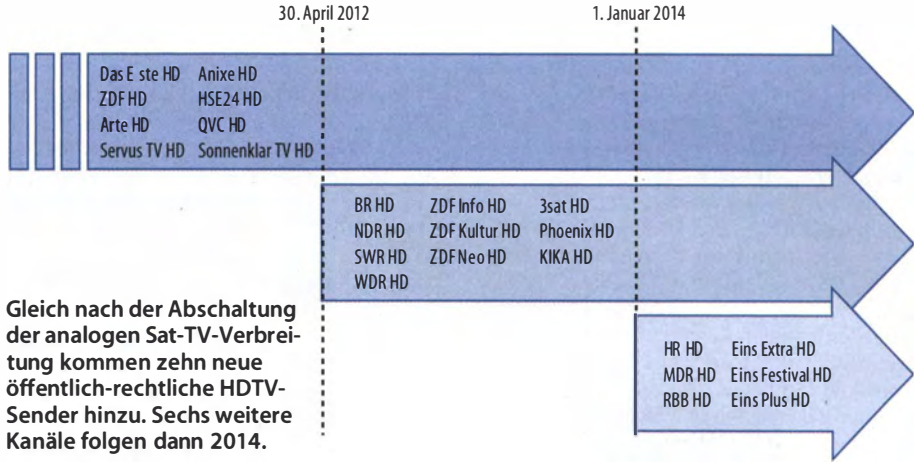 30. April 2012
1. Januar 2014
Das E ste HD Anixe HD
ZDF HD HSE24 HD
Arte HD QVC HD
Servus TV HD Sonnenklar TV HD
BR HD ZDF Info HD 3sat HD
NDR HD ZDF Kultur HD Phoenix HD
SWR HD ZDF Neo HD KIKA HD
WDR HD
HR HD Eins Extra HD
MDR HD Eins Festival HD
RBB HD Eins Plus HD
Gleich nach der Abschaltung
der analogen Sat-TV-Verbrei-
tung kommen zehn neue
öffentlich-rechtliche HDTV-
Sender hinzu. Sechs weitere
Kanäle folgen dann 2014.